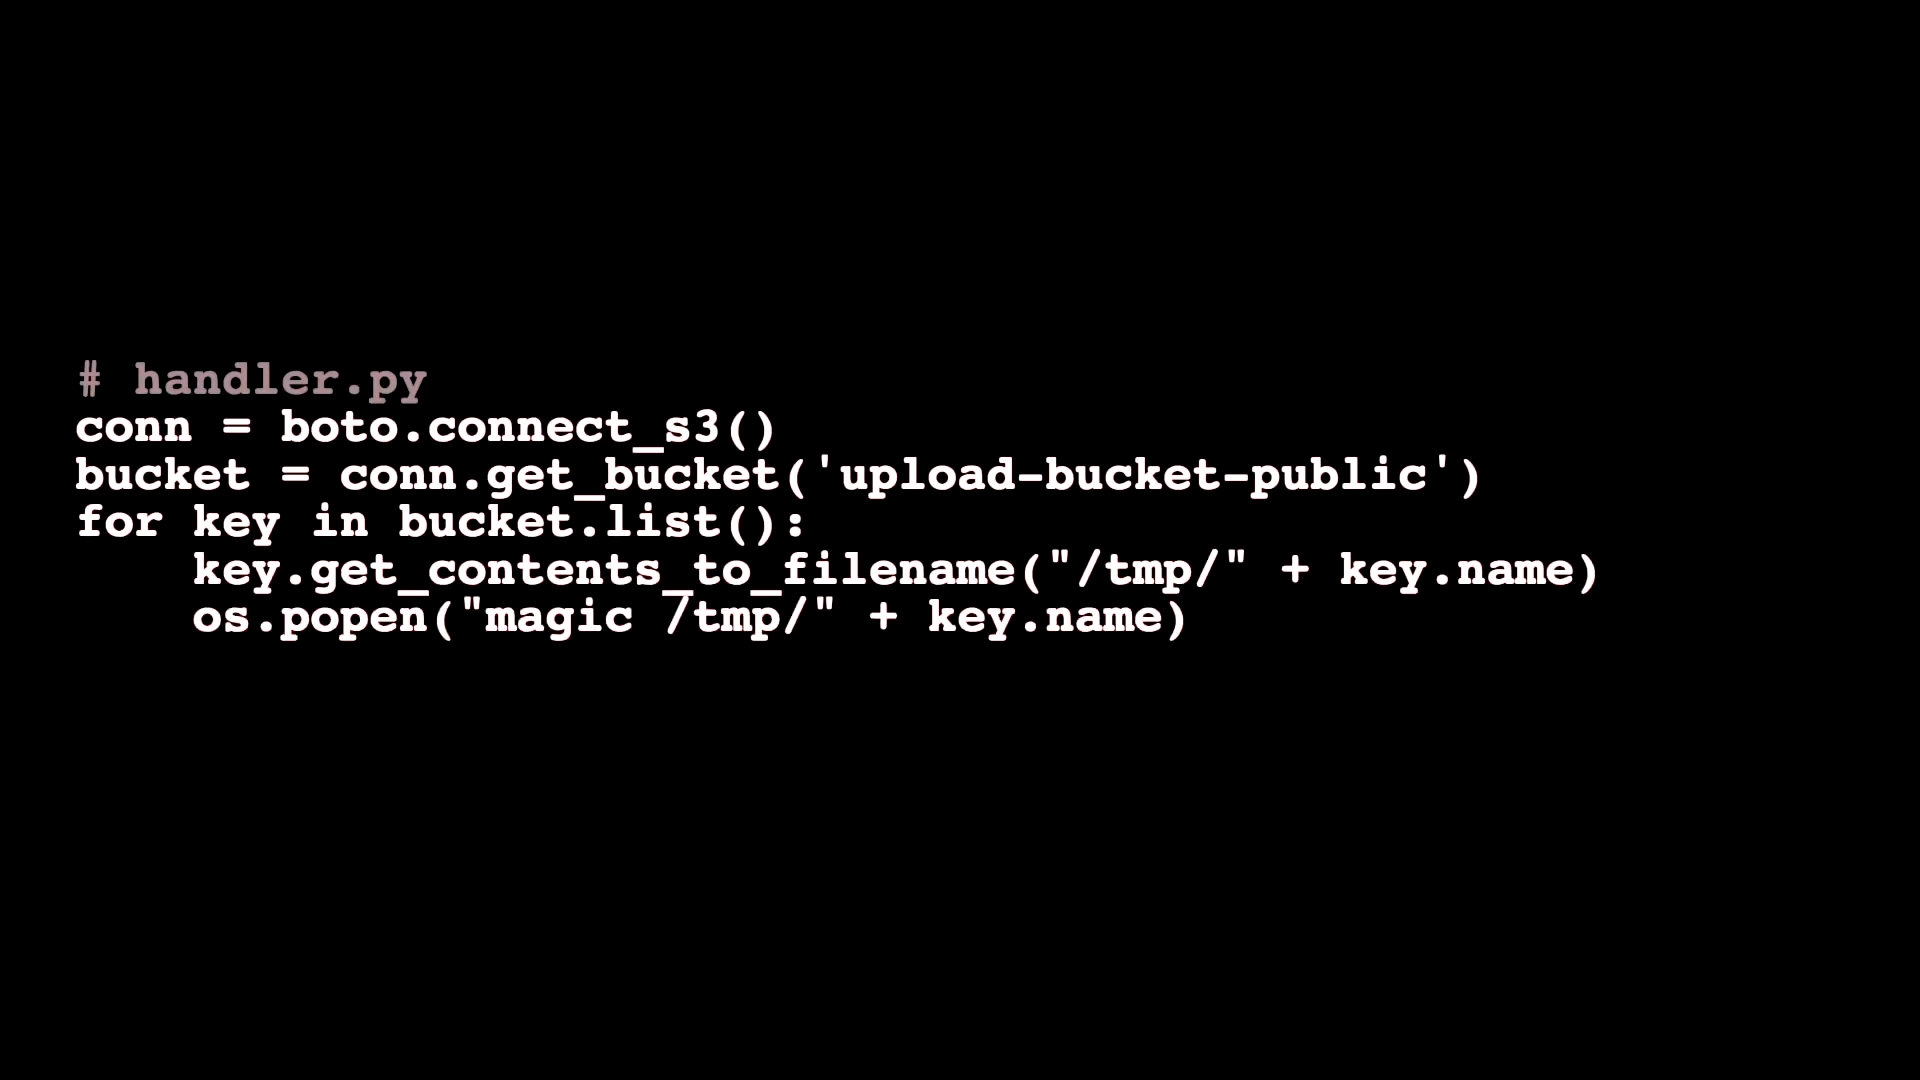 # handler.py
conn = boto.connect_s3()
bucket = conn.get_bucket('upload-bucket-public')
for key in bucket.list():
    key.get_contents_to_filename("/tmp/" + key.name)
    os.popen("magic /tmp/" + key.name)